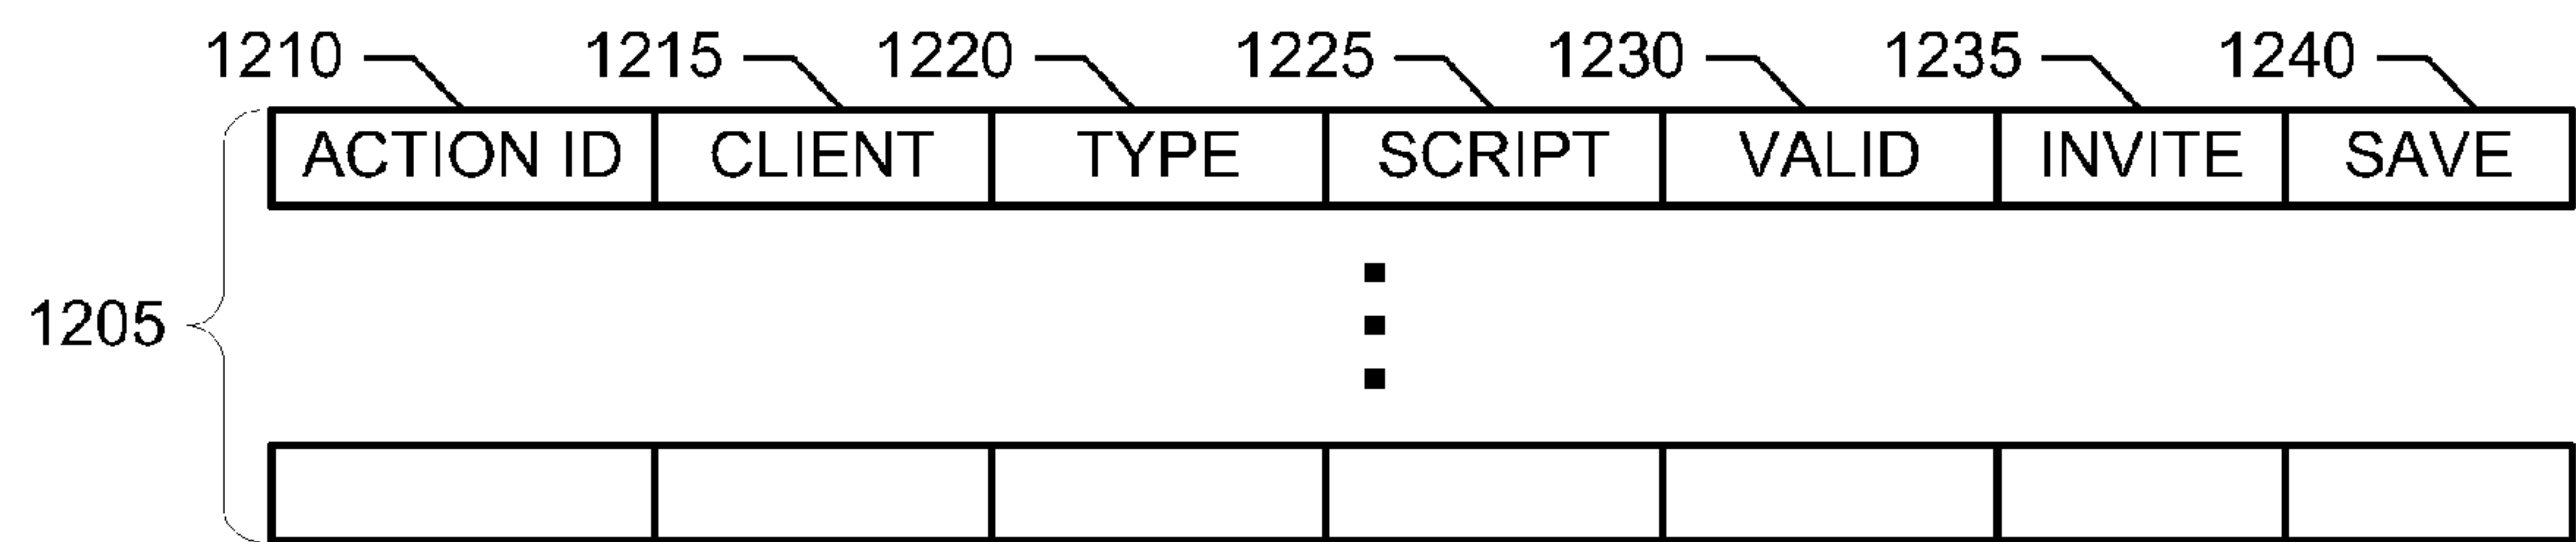 1210 1215 1220 1225 1230 1235 1240
ACTION ID CLIENT TYPE SCRIPT VALID INVITE SAVE
1205